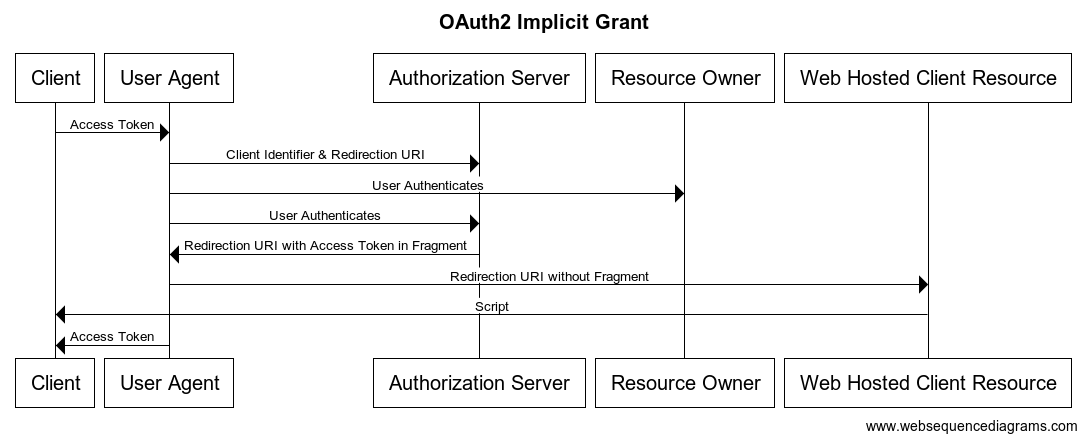 OAuth2 Implicit Grant
Client User Agent Authorization Server Resource Owner Web Hosted Client Resource
Access Token
Client Identifier & Redirection URI
User Authenticates
User Authenticates
Redirection URI with Access Token in Fragment
Redirection URI without Fragment
Script
Access Token
Client User Agent Authorization Server Resource Owner Web Hosted Client Resource
www.websequencediagrams.com